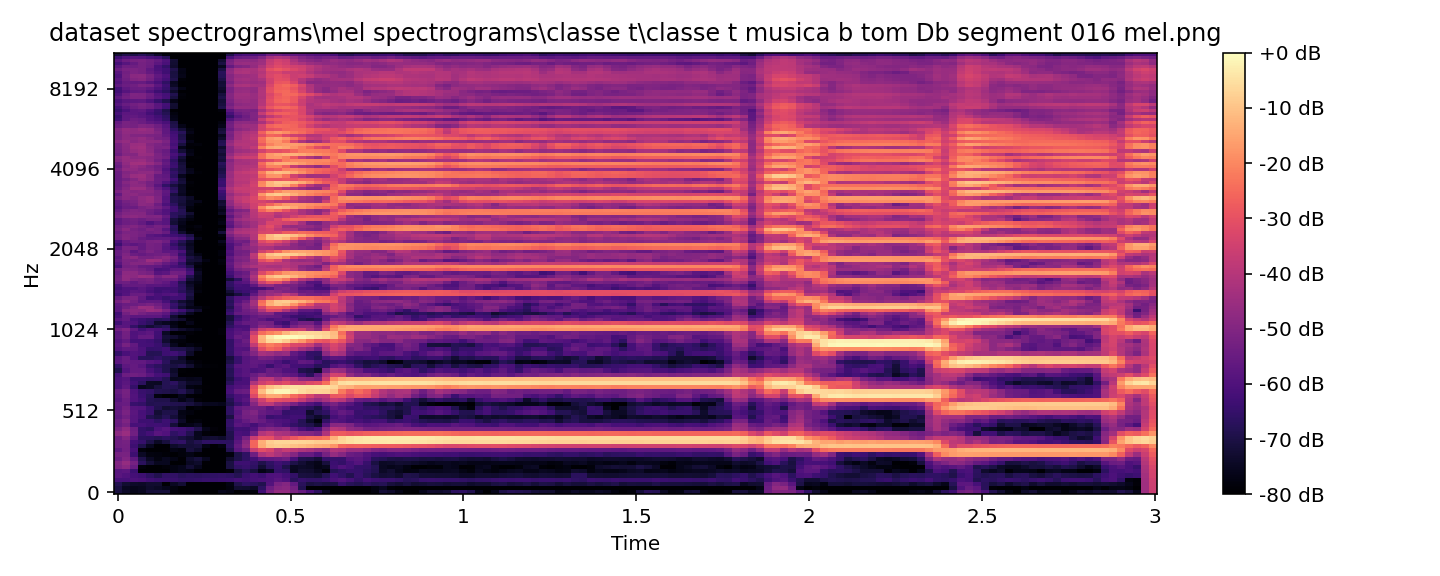 dataset spectrograms\mel spectrograms\classe t\classe t musica b tom Db segment 016 mel.png
Hz
8192
4096
2048
1024
512
0
0
0.5
1
1.5
2
2.5
3
Time
+0 dB
-10 dB
-20 dB
-30 dB
-40 dB
-50 dB
-60 dB
-70 dB
-80 dB